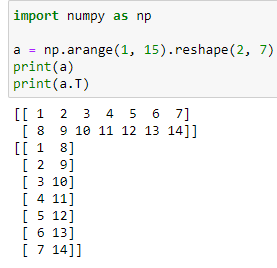 import numpy as np
a = np.arange(1, 15).reshape(2, 7)
print(a)
print(a.T)
[[ 1  2  3  4  5  6  7]
 [ 8  9 10 11 12 13 14]]
[[ 1  8]
 [ 2  9]
 [ 3 10]
 [ 4 11]
 [ 5 12]
 [ 6 13]
 [ 7 14]]